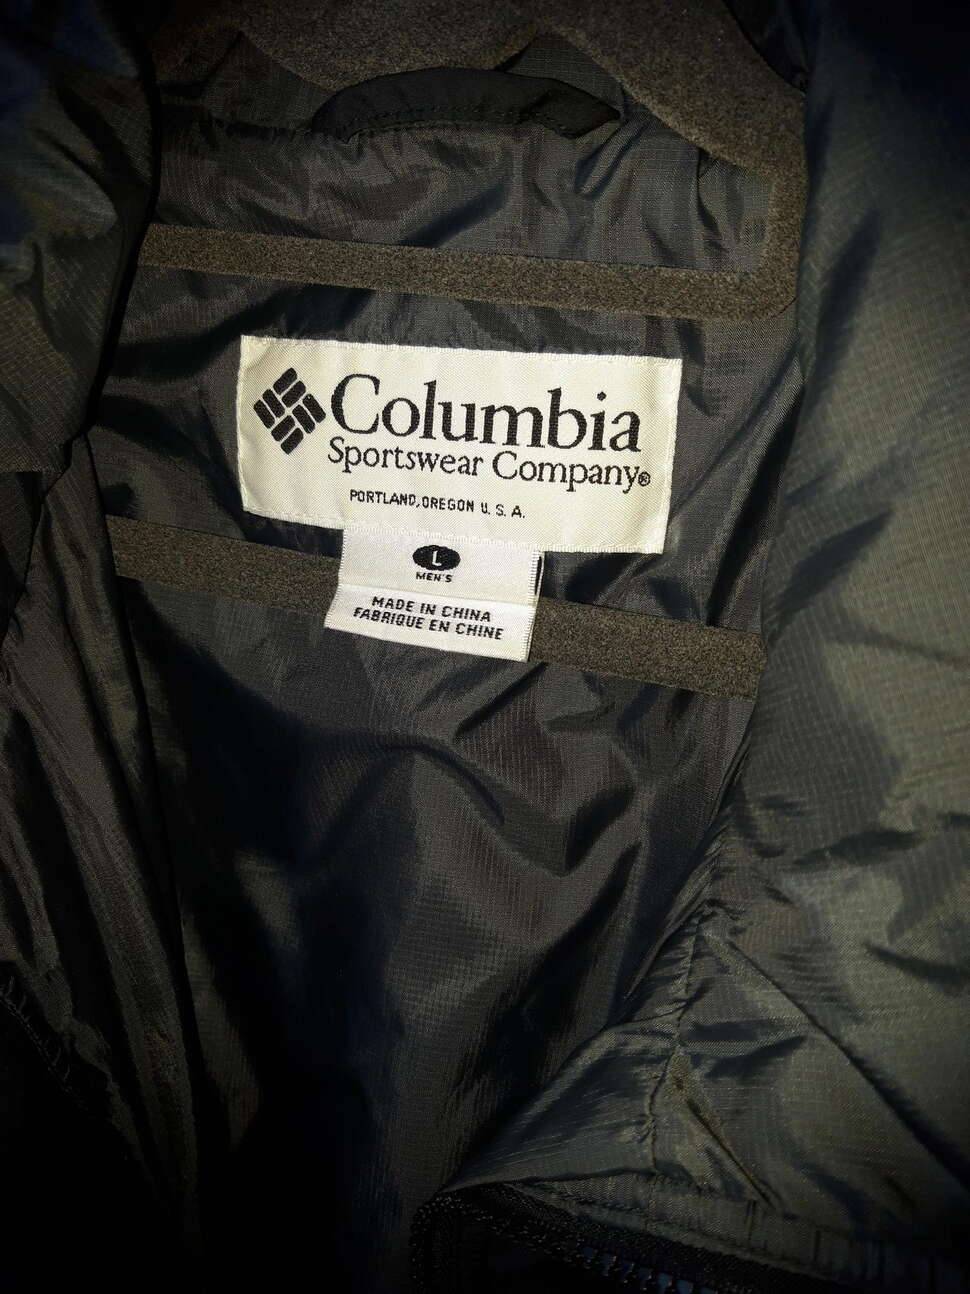 Columbia
Sportswear Company®
PORTLAND, OREGON U. S. A.
L
MEN'S
MADE IN CHINA
FABRIQUE EN CHINE